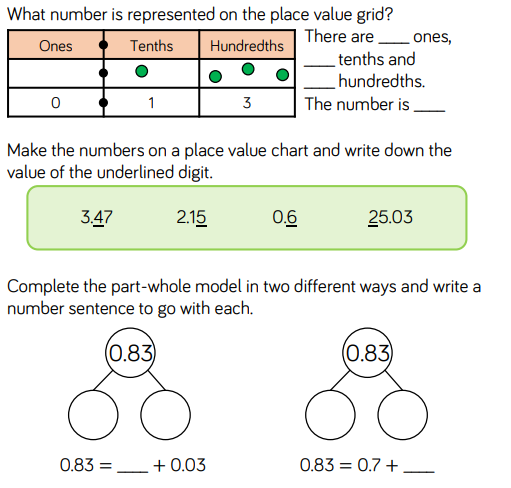 What number is represented on the place value grid?
Ones Tenths Hundredths
0 1 3
There are ____ ones,
____ tenths and
____ hundredths.
The number is ____
Make the numbers on a place value chart and write down the
value of the underlined digit.
3.47 2.15 0.6 25.03
Complete the part-whole model in two different ways and write a
number sentence to go with each.
0.83 0.83
0.83 = ____ + 0.03 0.83 = 0.7 + ____